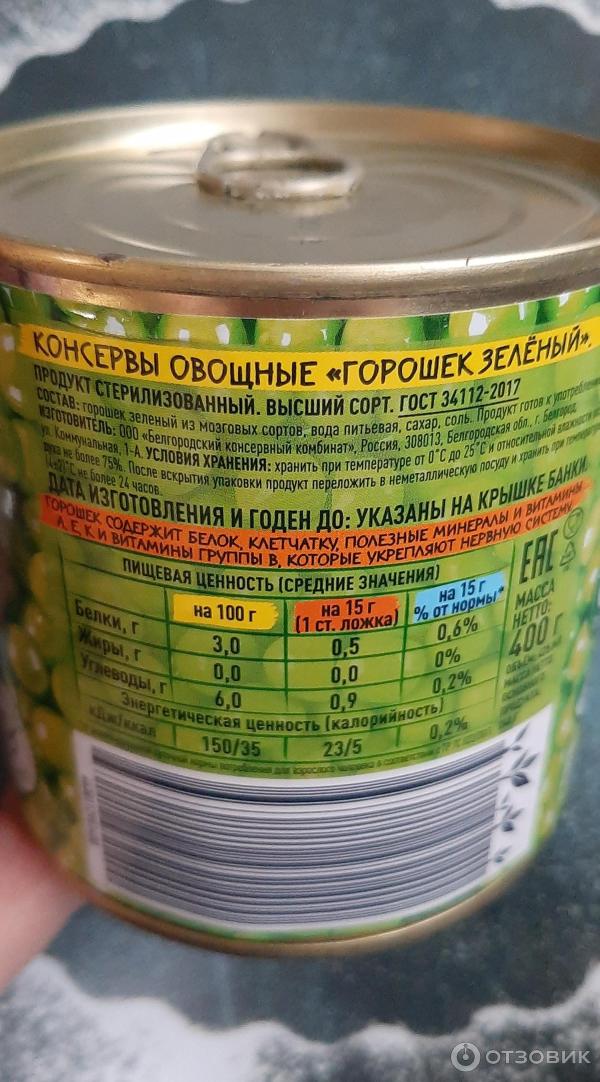 КОНСЕРВЫ ОВОЩНЫЕ «ГОРОШЕК ЗЕЛЁНЫЙ».
ПРОДУКТ СТЕРИЛИЗОВАННЫЙ. ВЫСШИЙ СОРТ. ГОСТ 34112-2017
СОСТАВ: горошек зеленый из мозговых сортов, вода питьевая, сахар, соль. Продукт готов к употреблению.
ИЗГОТОВИТЕЛЬ: ООО «Белгородский консервный комбинат», Россия, 308013, Белгородская обл., г. Белгород,
ул. Коммунальная, 1-А. УСЛОВИЯ ХРАНЕНИЯ: хранить при температуре от 0°С до 25°С и относительной влажности
духа не более 75%. После вскрытия упаковки продукт переложить в неметаллическую посуду и хранить при температуре
(4±2)°С не более 24 часов.
ДАТА ИЗГОТОВЛЕНИЯ И ГОДЕН ДО: УКАЗАНЫ НА КРЫШКЕ БАНКИ.
ГОРОШЕК СОДЕРЖИТ БЕЛОК, КЛЕТЧАТКУ, ПОЛЕЗНЫЕ МИНЕРАЛЫ И ВИТАМИНЫ
А, Е, К И ВИТАМИНЫ ГРУППЫ В, КОТОРЫЕ УКРЕПЛЯЮТ НЕРВНУЮ СИСТЕМУ
ПИЩЕВАЯ ЦЕННОСТЬ (СРЕДНИЕ ЗНАЧЕНИЯ)
на 100 г на 15 г (1 ст. ложка) на 15 г % от нормы*
Белки, г 3,0 0,5 0,6%
Жиры, г 0,0 0,0 0%
Углеводы, г 6,0 0,9 0,2%
Энергетическая ценность (калорийность)
кДж/ккал 150/35 23/5 0,2%
EAC
МАССА
НЕТТО:
400 г
ОТЗОВИК